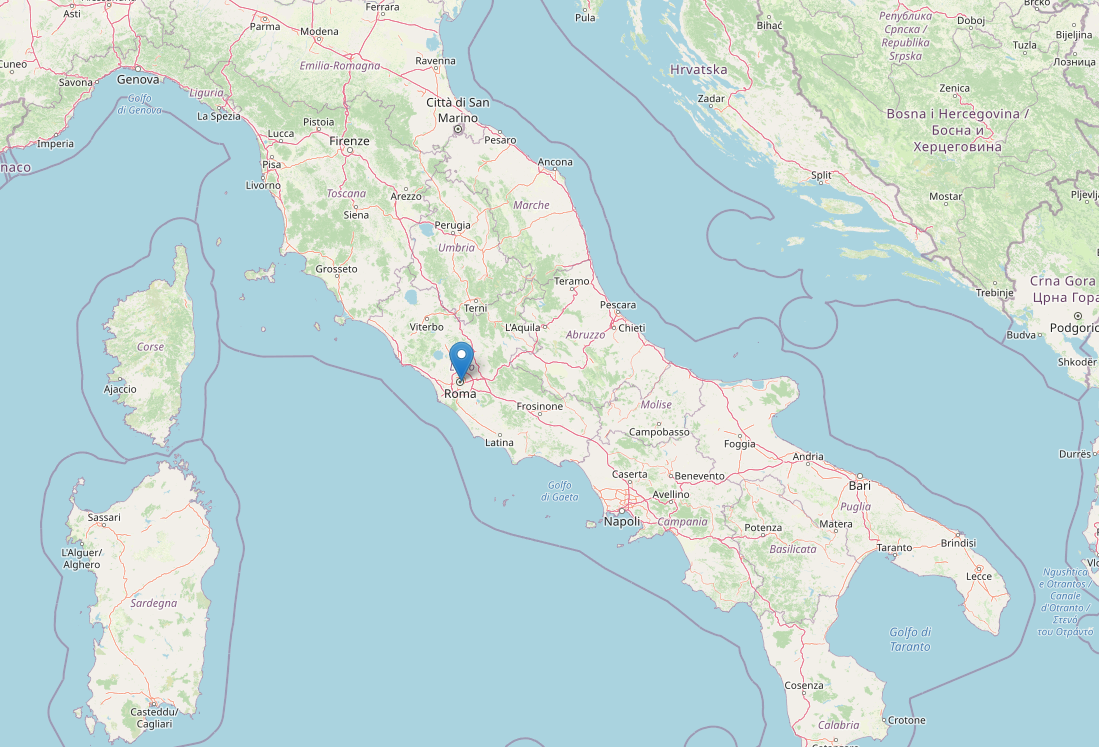 Asti
Parma
Modena
Ferrara
Pula
Bihać
Република
Српска /
Republika
Srpska
Doboj
Brčko
Tuzla
Bijeljina
Лозница
Cuneo
Savona
Genova
Golfo
di Genova
Liguria
La Spezia
Emilia-Romagna
Ravenna
Hrvatska
Zadar
Zenica
Bosna i Hercegovina /
Босна и
Херцеговина
Imperia
naco
Lucca
Pistoia
Firenze
Città di San
Marino
Pesaro
Ancona
Pisa
Livorno
Toscana
Siena
Arezzo
Marche
Perugia
Umbria
Split
Mostar
Pljevlja
Grosseto
Teramo
Trebinje
Crna Gora
Црна Гора
Terni
Viterbo
L'Aquila
Pescara
Chieti
Abruzzo
Budva
Podgoric
Shkodër
Corse
Ajaccio
Roma
Frosinone
Latina
Molise
Campobasso
Foggia
Andria
Bari
Durrës
Golfo
di Gaeta
Caserta
Benevento
Avellino
Napoli
Campania
Potenza
Matera
Puglia
Basilicata
Taranto
Brindisi
Lecce
Sassari
L'Alguer/
Alghero
Sardegna
Casteddu/
Cagliari
Vlo
Ngushtica
e Otrantos /
Canale
d'Otranto /
Στενό
του Οτράντο
Golfo di
Taranto
Cosenza
Crotone
Calabria